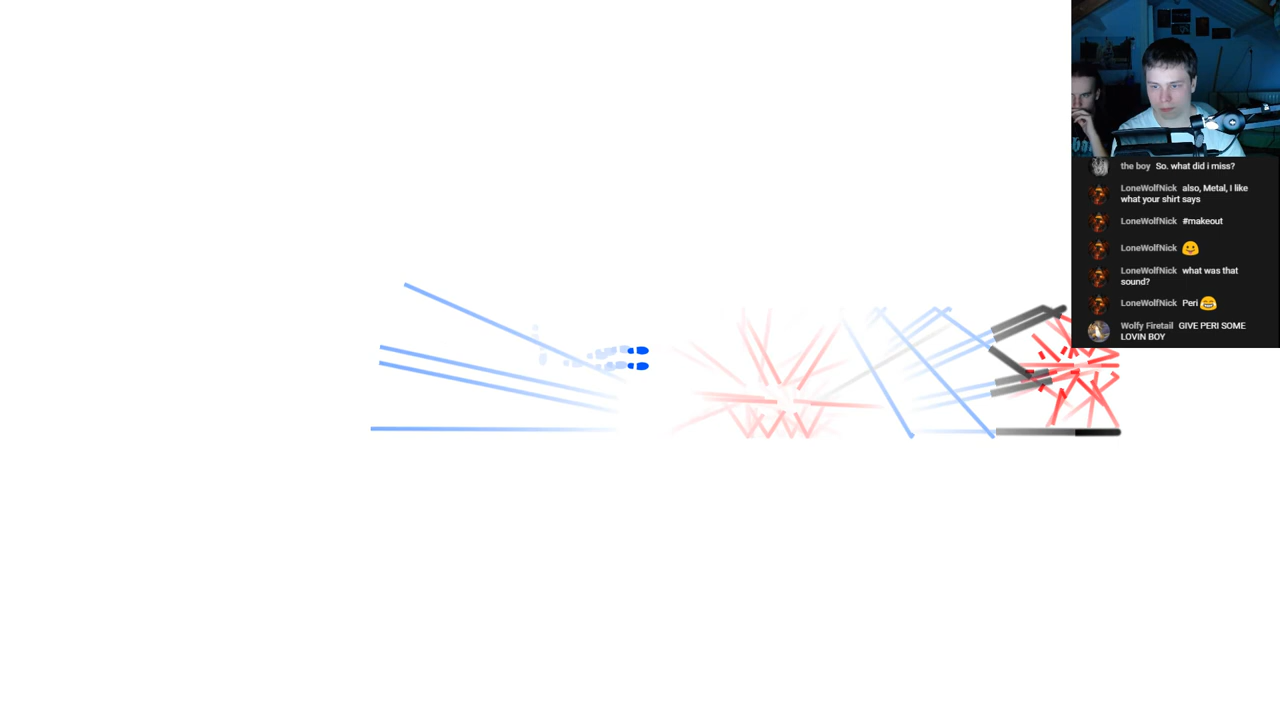 the boy So. what did i miss?
LoneWolfNick also, Metal, I like
what your shirt says
LoneWolfNick #makeout
LoneWolfNick
LoneWolfNick what was that
sound?
LoneWolfNick Peri
Wolfy Firetail GIVE PERI SOME
LOVIN BOY